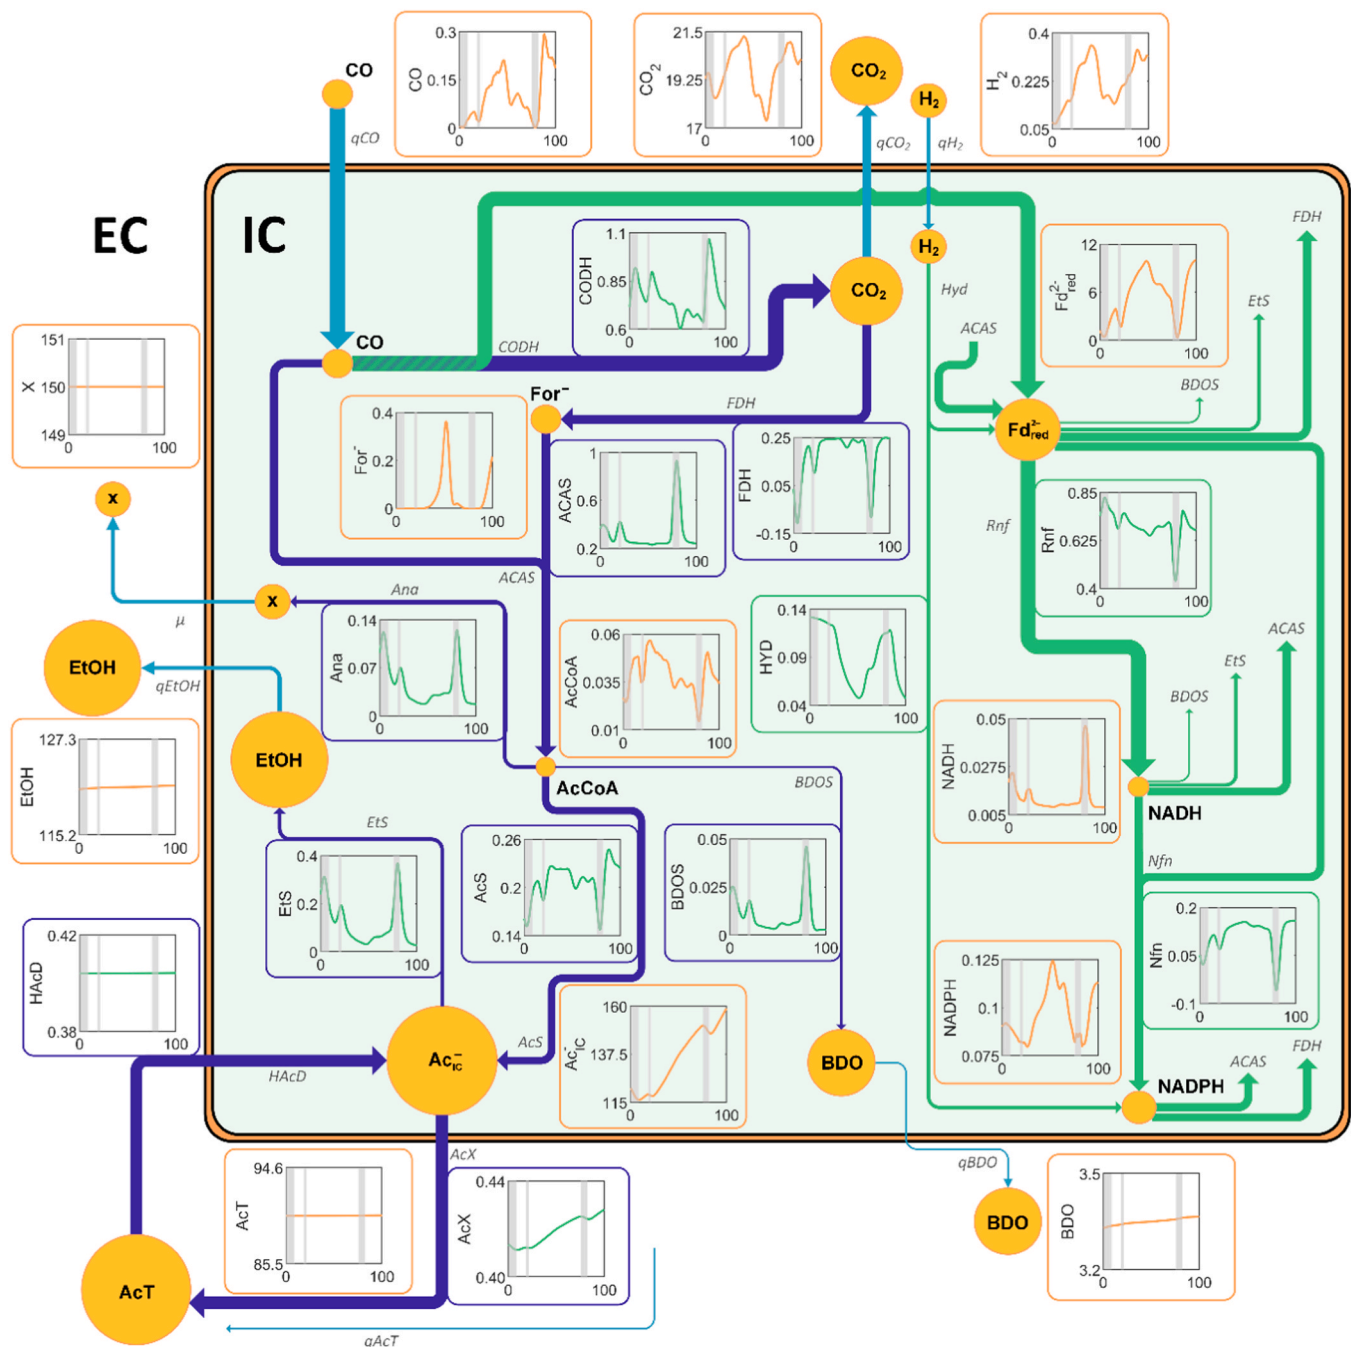 CO
qCO
CO
0.3
0.15
0
0
100
CO2
21.5
19.25
17
0
100
CO2
qCO2
H2
qH2
H2
0.4
0.225
0.05
0
100
EC
IC
CODH
1.1
0.85
0.6
0
100
CO2
H2
Hyd
ACAS
Fd²⁻red
12
6
0
0
100
EtS
FDH
BDOS
CO
CODH
X
151
150
149
0
100
For⁻
FDH
For⁻
0.4
0.2
0
0
100
ACAS
1
0.6
0.2
0
100
FDH
0.25
0.05
-0.15
0
100
Fd²⁻red
Rnf
Rnf
0.85
0.625
0.4
0
100
x
μ
x
Ana
ACAS
EtOH
qEtOH
Ana
0.14
0.07
0
0
100
AcCoA
0.06
0.035
0.01
0
100
HYD
0.14
0.09
0.04
0
100
ACAS
EtS
BDOS
EtOH
127.3
115.2
0
100
EtOH
AcCoA
BDOS
NADH
0.05
0.0275
0.005
0
100
NADH
Nfn
EtS
EtS
0.4
0.2
0
0
100
AcS
0.26
0.2
0.14
0
100
BDOS
0.05
0.025
0
0
100
HAcD
0.42
0.38
0
100
NADPH
0.125
0.1
0.075
0
100
Nfn
0.2
0.05
-0.1
0
100
HAcD
Ac⁻IC
AcS
Ac⁻IC
160
137.5
115
0
100
BDO
NADPH
ACAS
FDH
AcX
qBDO
AcT
94.6
85.5
0
100
AcX
0.44
0.40
0
100
BDO
BDO
3.5
3.2
0
100
AcT
qAcT